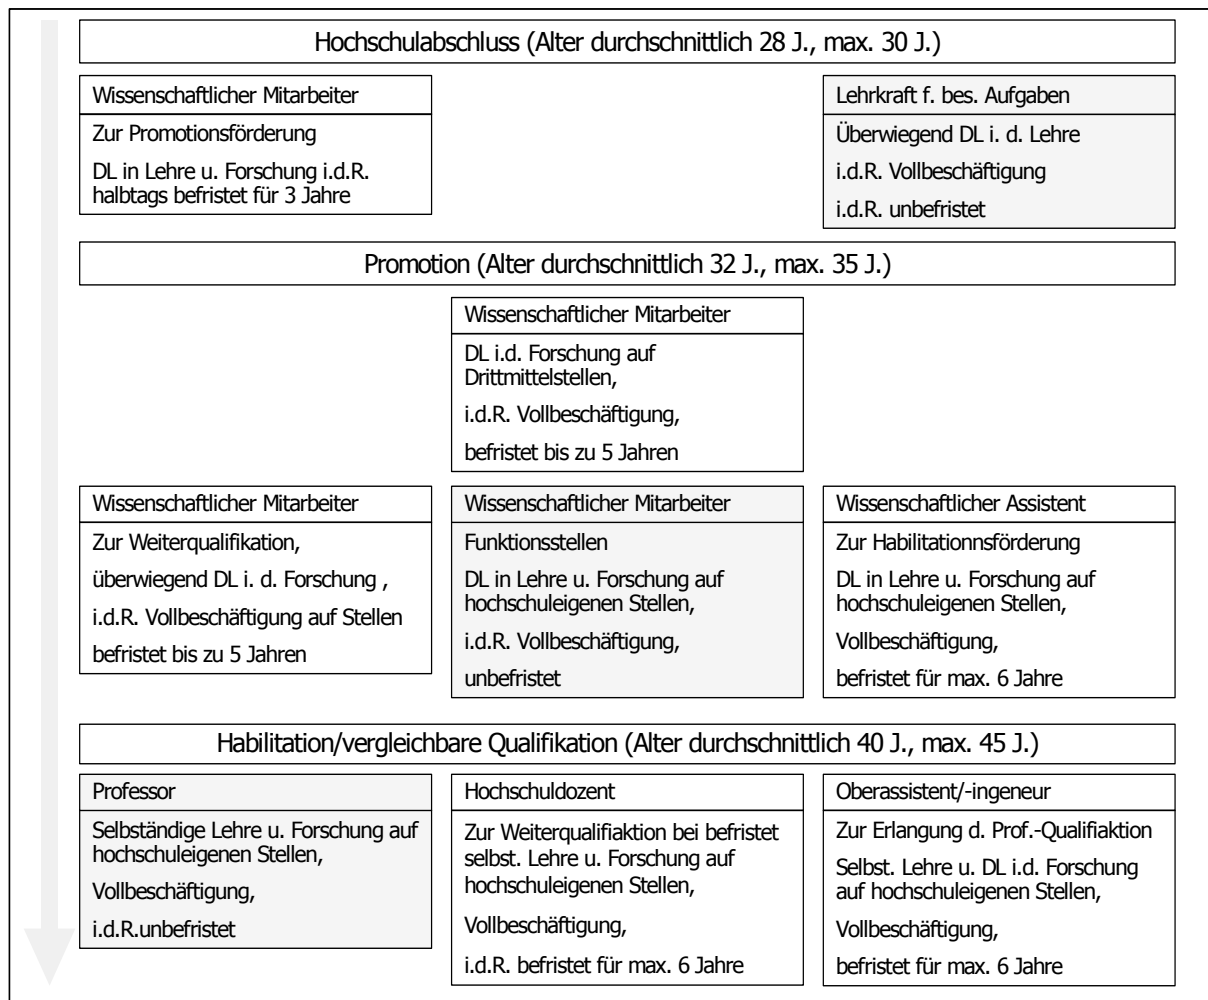 Hochschulabschluss (Alter durchschnittlich 28 J., max. 30 J.)
Wissenschaftlicher Mitarbeiter
Zur Promotionsförderung
DL in Lehre u. Forschung i.d.R.
halbtags befristet für 3 Jahre
Lehrkraft f. bes. Aufgaben
Überwiegend DL i. d. Lehre
i.d.R. Vollbeschäftigung
i.d.R. unbefristet
Promotion (Alter durchschnittlich 32 J., max. 35 J.)
Wissenschaftlicher Mitarbeiter
DL i.d. Forschung auf
Drittmittelstellen,
i.d.R. Vollbeschäftigung,
befristet bis zu 5 Jahren
Wissenschaftlicher Mitarbeiter
Zur Weiterqualifikation,
überwiegend DL i. d. Forschung ,
i.d.R. Vollbeschäftigung auf Stellen
befristet bis zu 5 Jahren
Wissenschaftlicher Mitarbeiter
Funktionsstellen
DL in Lehre u. Forschung auf
hochschuleigenen Stellen,
i.d.R. Vollbeschäftigung,
unbefristet
Wissenschaftlicher Assistent
Zur Habilitationnsförderung
DL in Lehre u. Forschung auf
hochschuleigenen Stellen,
Vollbeschäftigung,
befristet für max. 6 Jahre
Habilitation/vergleichbare Qualifikation (Alter durchschnittlich 40 J., max. 45 J.)
Professor
Selbständige Lehre u. Forschung auf
hochschuleigenen Stellen,
Vollbeschäftigung,
i.d.R.unbefristet
Hochschuldozent
Zur Weiterqualifiaktion bei befristet
selbst. Lehre u. Forschung auf
hochschuleigenen Stellen,
Vollbeschäftigung,
i.d.R. befristet für max. 6 Jahre
Oberassistent/-ingeneur
Zur Erlangung d. Prof.-Qualifiaktion
Selbst. Lehre u. DL i.d. Forschung
auf hochschuleigenen Stellen,
Vollbeschäftigung,
befristet für max. 6 Jahre